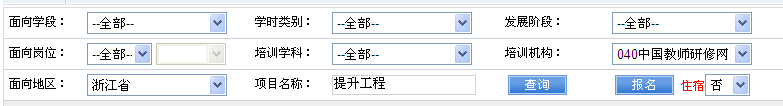 面向学段： --全部-- 学时类别： --全部-- 发展阶段： --全部--
面向岗位： --全部-- 培训学科： --全部-- 培训机构： 040中国教师研修网
面向地区： 浙江省 项目名称： 提升工程 查询 报名 住宿 否